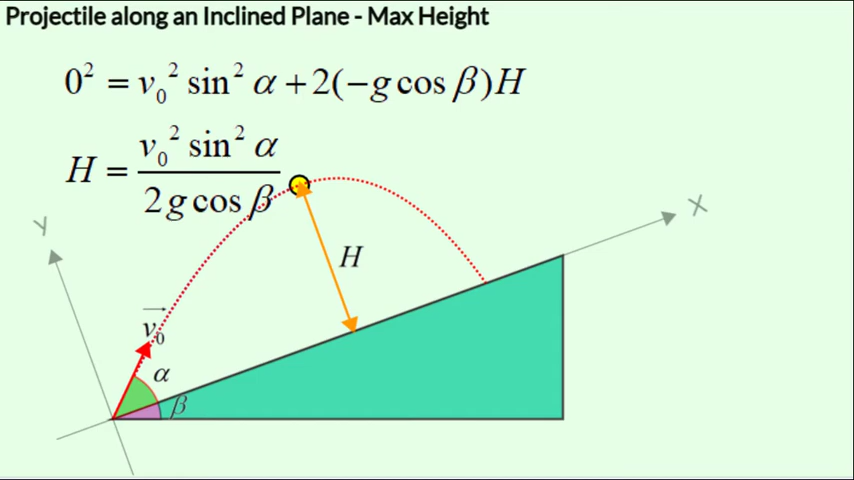 Projectile along an Inclined Plane - Max Height
0² = v₀² sin² α + 2(−g cos β)H
H = v₀² sin² α / 2g cos β
Y
X
H
v₀
α
β